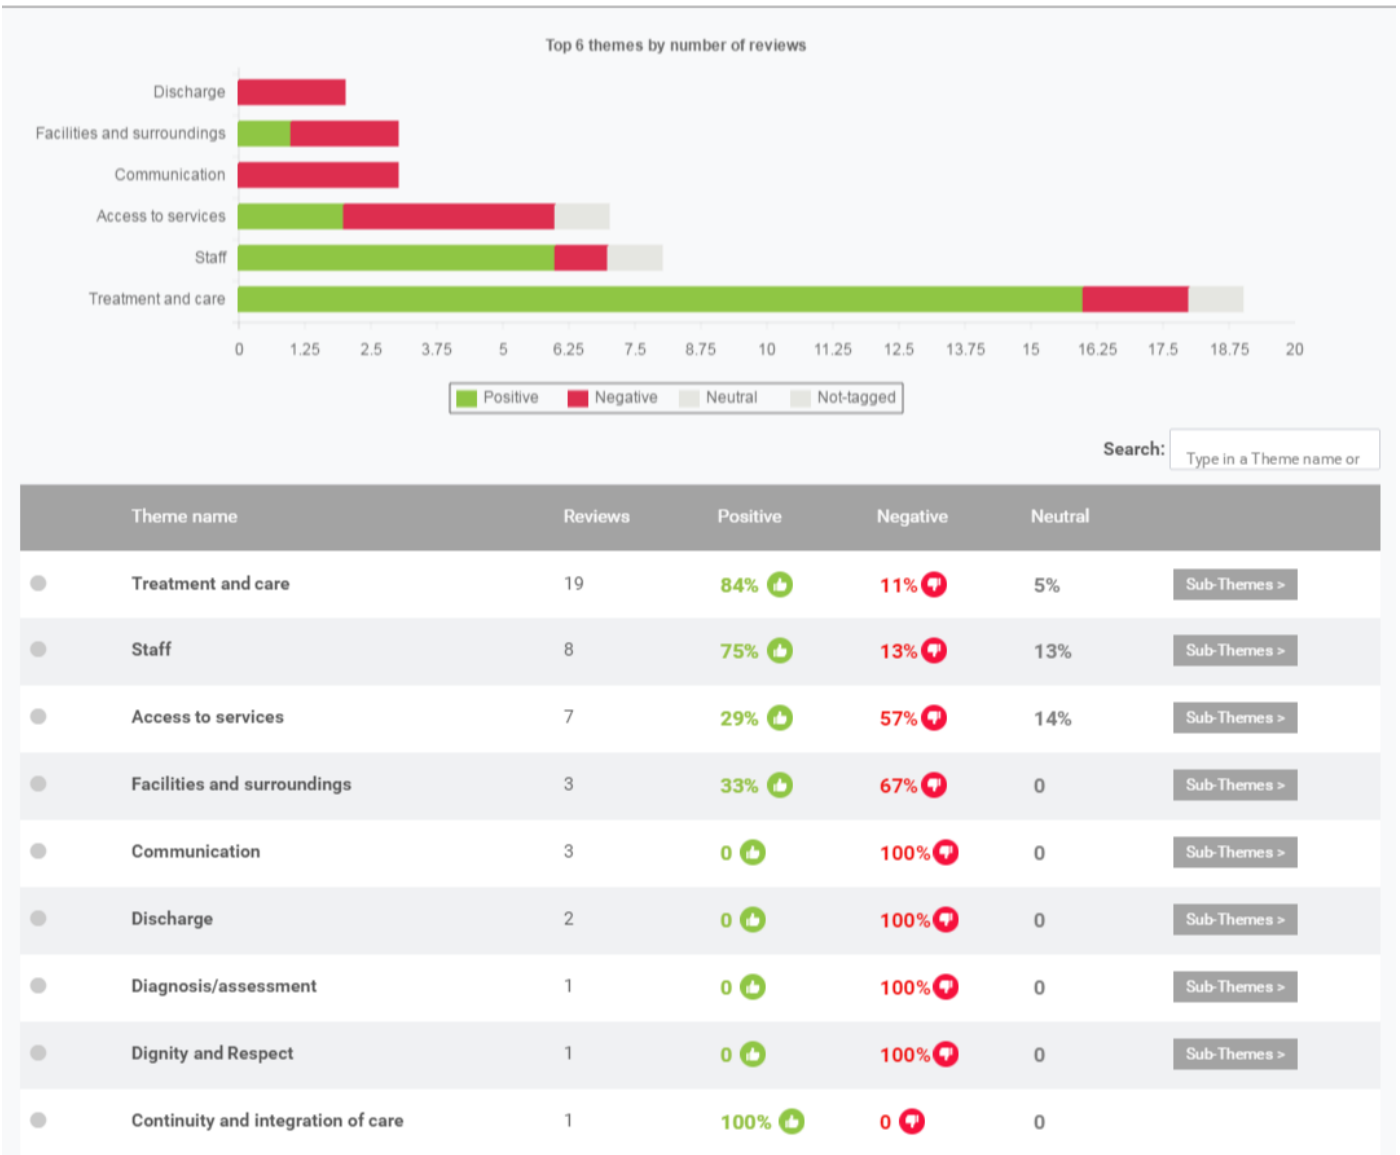 Top 6 themes by number of reviews
Discharge
Facilities and surroundings
Communication
Access to services
Staff
Treatment and care
0 1.25 2.5 3.75 5 6.25 7.5 8.75 10 11.25 12.5 13.75 15 16.25 17.5 18.75 20
Positive Negative Neutral Not-tagged
Search: Type in a Theme name or
Theme name Reviews Positive Negative Neutral
Treatment and care 19 84% 11% 5% Sub-Themes >
Staff 8 75% 13% 13% Sub-Themes >
Access to services 7 29% 57% 14% Sub-Themes >
Facilities and surroundings 3 33% 67% 0 Sub-Themes >
Communication 3 0 100% 0 Sub-Themes >
Discharge 2 0 100% 0 Sub-Themes >
Diagnosis/assessment 1 0 100% 0 Sub-Themes >
Dignity and Respect 1 0 100% 0 Sub-Themes >
Continuity and integration of care 1 100% 0 0